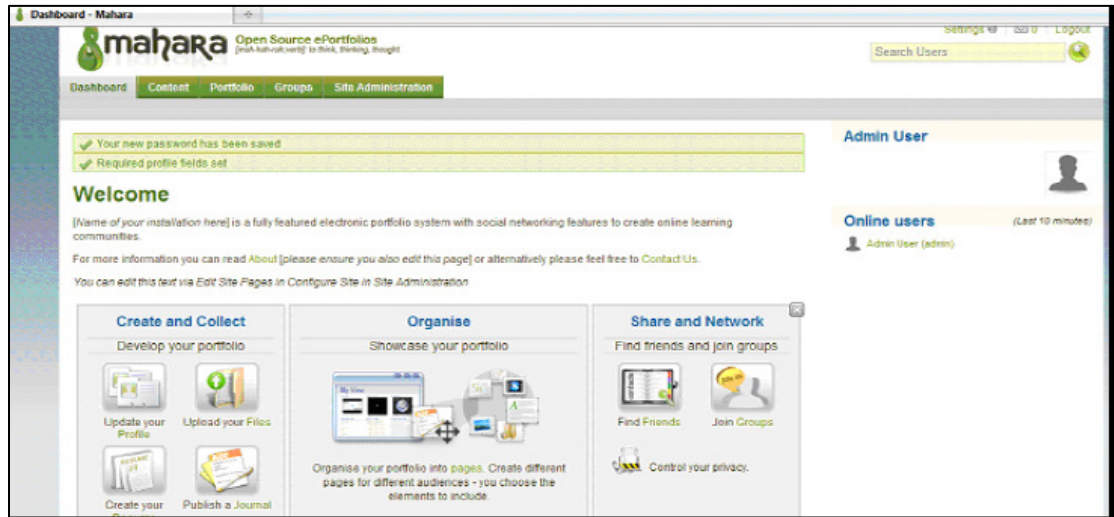 Dashboard - Mahara
mahara Open Source ePortfolios
Settings 0 Logout
Search Users
Dashboard Content Portfolio Groups Site Administration
Your new password has been saved
Required profile fields set
Welcome
[Name of your installation here] is a fully featured electronic portfolio system with social networking features to create online learning
communities.
For more information you can read About [please ensure you also edit this page] or alternatively please feel free to Contact Us.
You can edit this text via Edit Site Pages in Configure Site in Site Administration
Admin User
Online users (Last 10 minutes)
Admin User (admin)
Create and Collect
Develop your portfolio
Update your
Profile
Upload your Files
Create your
Publish a Journal
Organise
Showcase your portfolio
My View
Organise your portfolio into pages. Create different
pages for different audiences - you choose the
elements to include.
Share and Network
Find friends and join groups
Find Friends
Join Groups
Control your privacy.